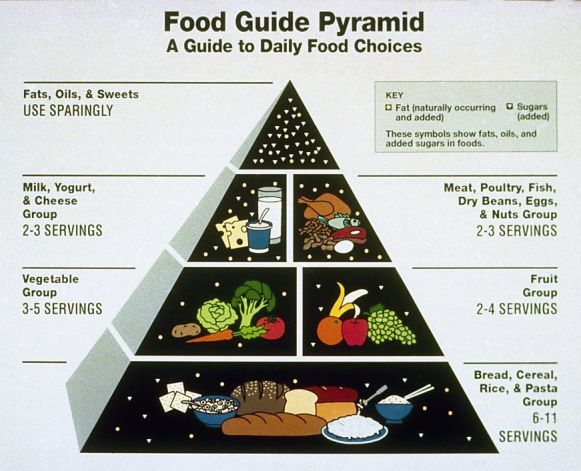 Food Guide Pyramid
A Guide to Daily Food Choices
Fats, Oils, & Sweets
USE SPARINGLY
KEY
Fat (naturally occurring
and added)
Sugars
(added)
These symbols show fats, oils, and
added sugars in foods.
Milk, Yogurt,
& Cheese
Group
2-3 SERVINGS
Meat, Poultry, Fish,
Dry Beans, Eggs,
& Nuts Group
2-3 SERVINGS
Vegetable
Group
3-5 SERVINGS
Fruit
Group
2-4 SERVINGS
Bread, Cereal,
Rice, & Pasta
Group
6-11
SERVINGS